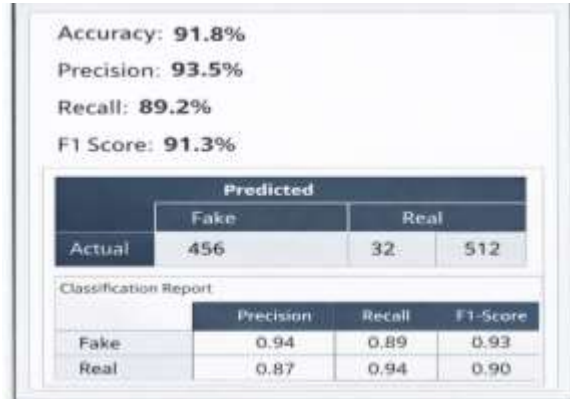 Accuracy: 91.8%
Precision: 93.5%
Recall: 89.2%
F1 Score: 91.3%
Predicted
Fake Real
Actual 456 32 512
Classification Report
Precision Recall F1-Score
Fake 0.94 0.89 0.93
Real 0.87 0.94 0.90